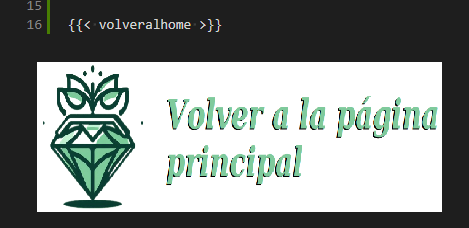 15
16 {{< volveralhome >}}
Volver a la página
principal